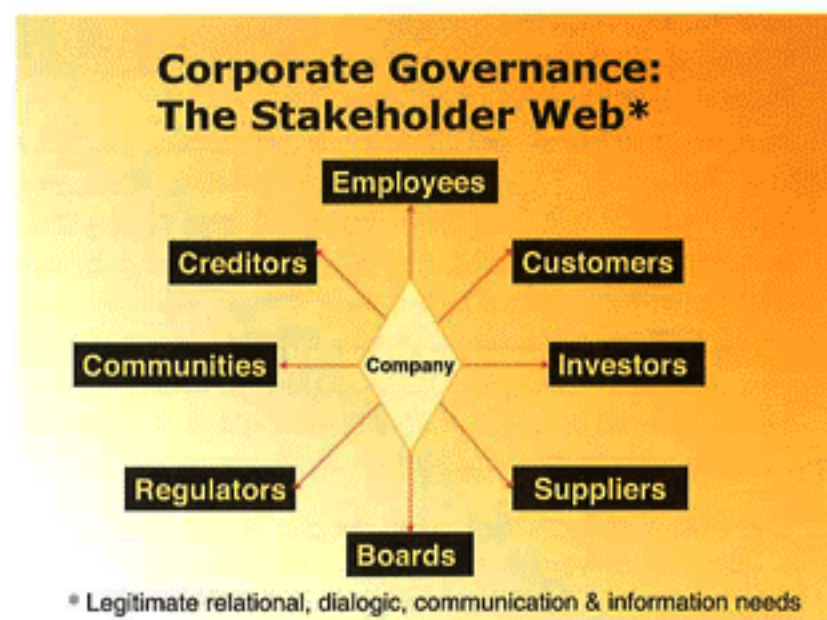 Corporate Governance:
The Stakeholder Web*
Employees
Creditors
Customers
Communities
Company
Investors
Regulators
Suppliers
Boards
* Legitimate relational, dialogic, communication & information needs